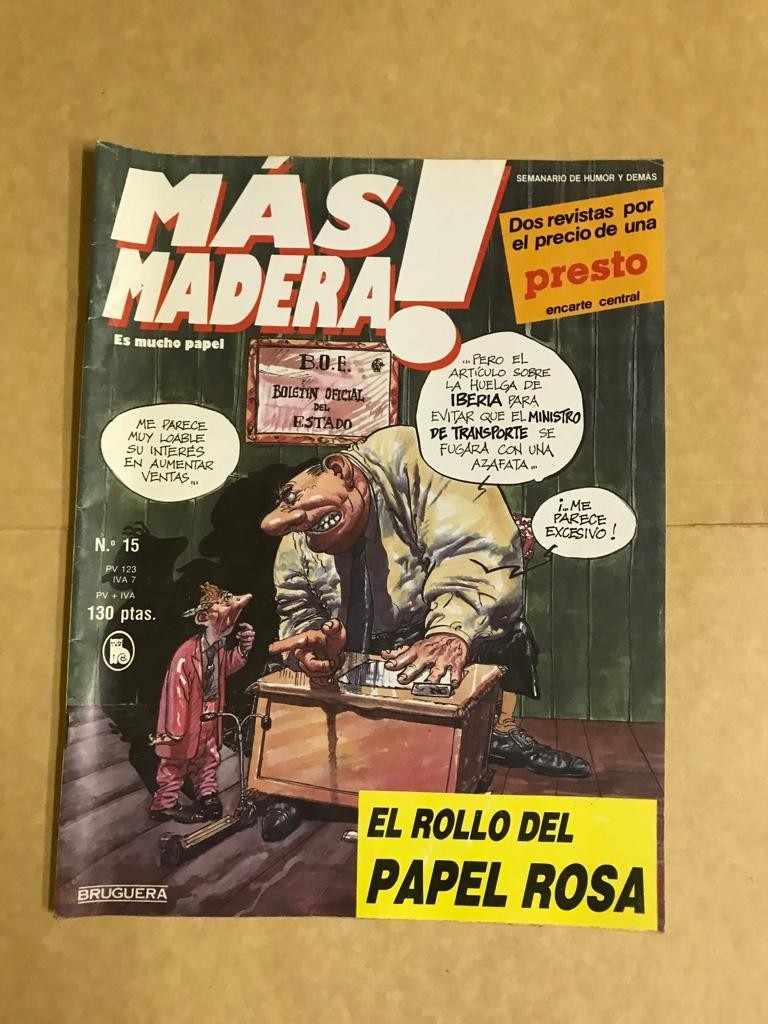 MÁS
MADERA!
Es mucho papel
SEMANARIO DE HUMOR Y DEMÁS
Dos revistas por
el precio de una
presto
encarte central
B.O.E.
BOLETIN OFICIAL
DEL
ESTADO
ME PARECE
MUY LOABLE
SU INTERÉS
EN AUMENTAR
VENTAS...
...PERO EL
ARTÍCULO SOBRE
LA HUELGA DE
IBERIA PARA
EVITAR QUE EL MINISTRO
DE TRANSPORTE SE
FUGARA CON UNA
AZAFATA...
¡...ME
PARECE
EXCESIVO!
N.º 15
PV 123
IVA 7
PV + IVA
130 ptas.
EL ROLLO DEL
PAPEL ROSA
BRUGUERA